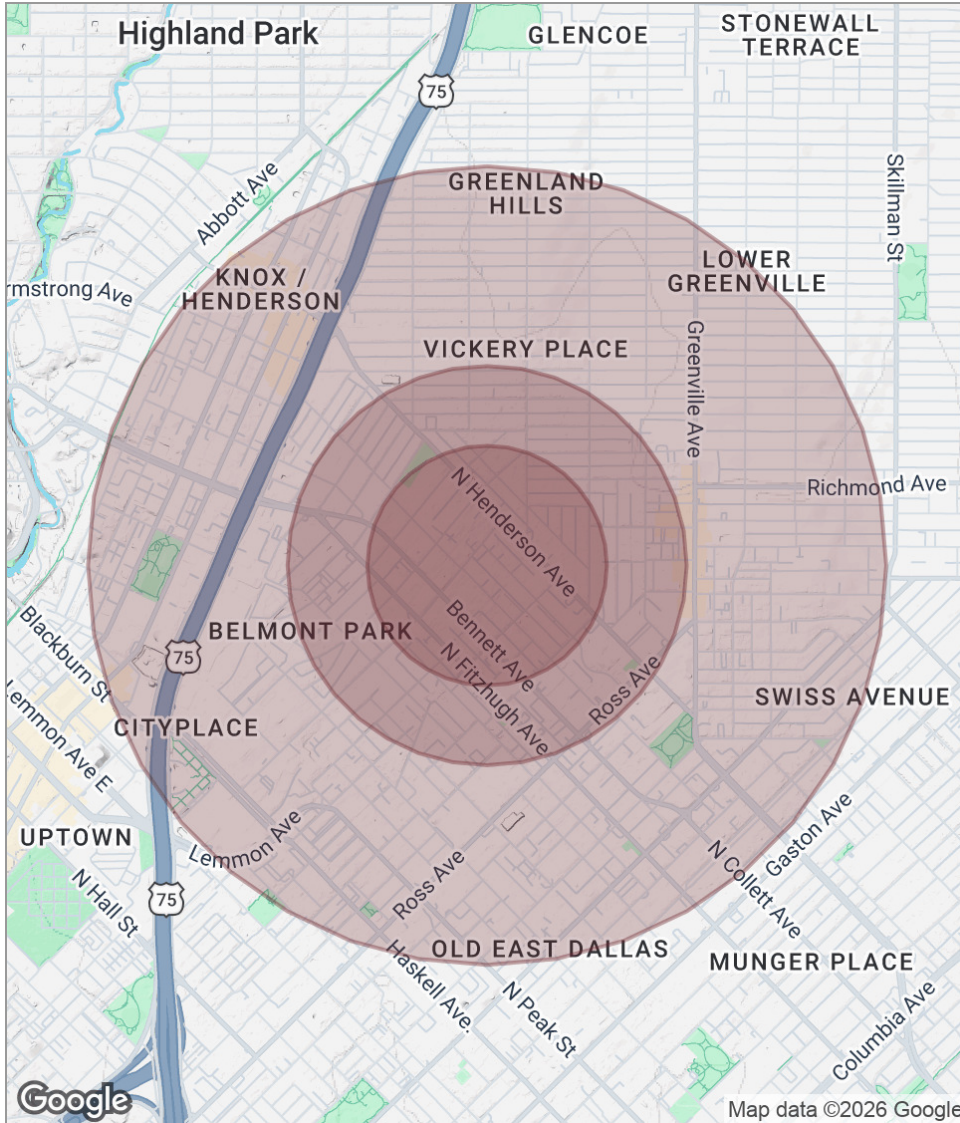 Highland Park
GLENCOE
STONEWALL
TERRACE
75
Abbott Ave
GREENLAND
HILLS
Skillman St
KNOX /
HENDERSON
LOWER
GREENVILLE
rmstrong Ave
VICKERY PLACE
Greenville Ave
N Henderson Ave
Richmond Ave
Bennett Ave
BELMONT PARK
N Fitzhugh Ave
Blackburn St
75
Ross Ave
SWISS AVENUE
Lemmon Ave E
CITYPLACE
UPTOWN
Lemmon Ave
Gaston Ave
N Hall St
75
Ross Ave
N Collett Ave
OLD EAST DALLAS
MUNGER PLACE
Haskell Ave.
N Peak St
Columbia Ave
Google
Map data ©2026 Google